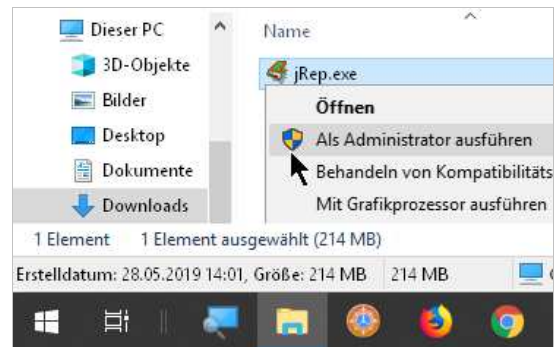 Dieser PC
Name
3D-Objekte
jRep.exe
Bilder
Öffnen
Desktop
Als Administrator ausführen
Dokumente
Behandeln von Kompatibilitäts
Downloads
Mit Grafikprozessor ausführen
1 Element 1 Element ausgewählt (214 MB)
Erstelldatum: 28.05.2019 14:01, Größe: 214 MB 214 MB